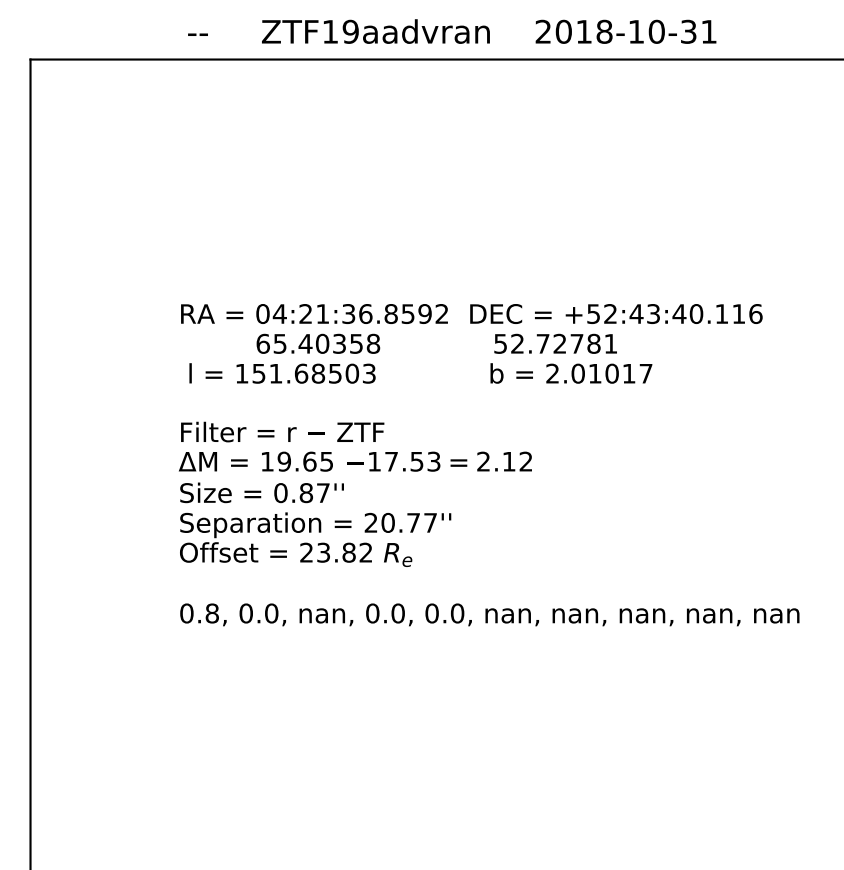 -- ZTF19aadvran 2018-10-31
RA = 04:21:36.8592 DEC = +52:43:40.116
65.40358 52.72781
l = 151.68503 b = 2.01017
Filter = r − ZTF
ΔM = 19.65 −17.53 = 2.12
Size = 0.87''
Separation = 20.77''
Offset = 23.82 Re
0.8, 0.0, nan, 0.0, 0.0, nan, nan, nan, nan, nan